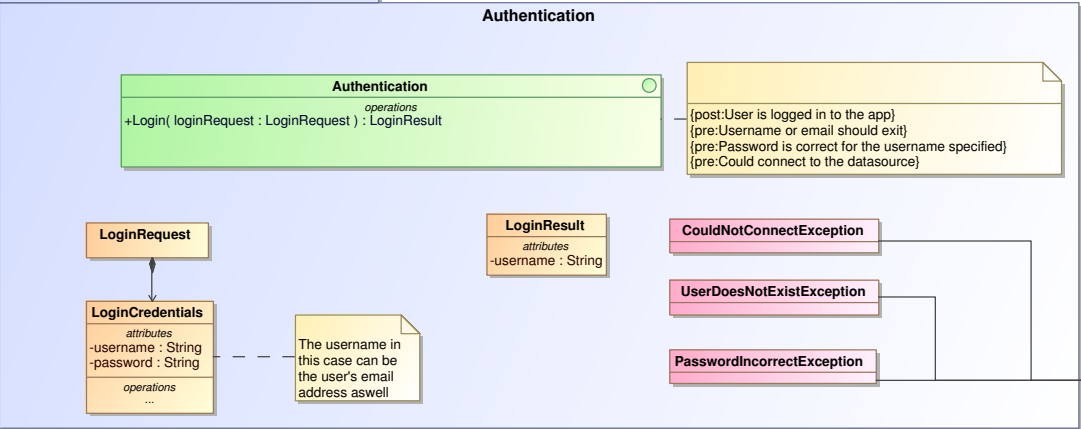 Authentication
Authentication
operations
+Login( loginRequest : LoginRequest ) : LoginResult
{post:User is logged in to the app}
{pre:Username or email should exit}
{pre:Password is correct for the username specified}
{pre:Could connect to the datasource}
LoginRequest
LoginResult
attributes
-username : String
CouldNotConnectException
UserDoesNotExistException
PasswordIncorrectException
LoginCredentials
attributes
-username : String
-password : String
operations
...
The username in
this case can be
the user's email
address aswell